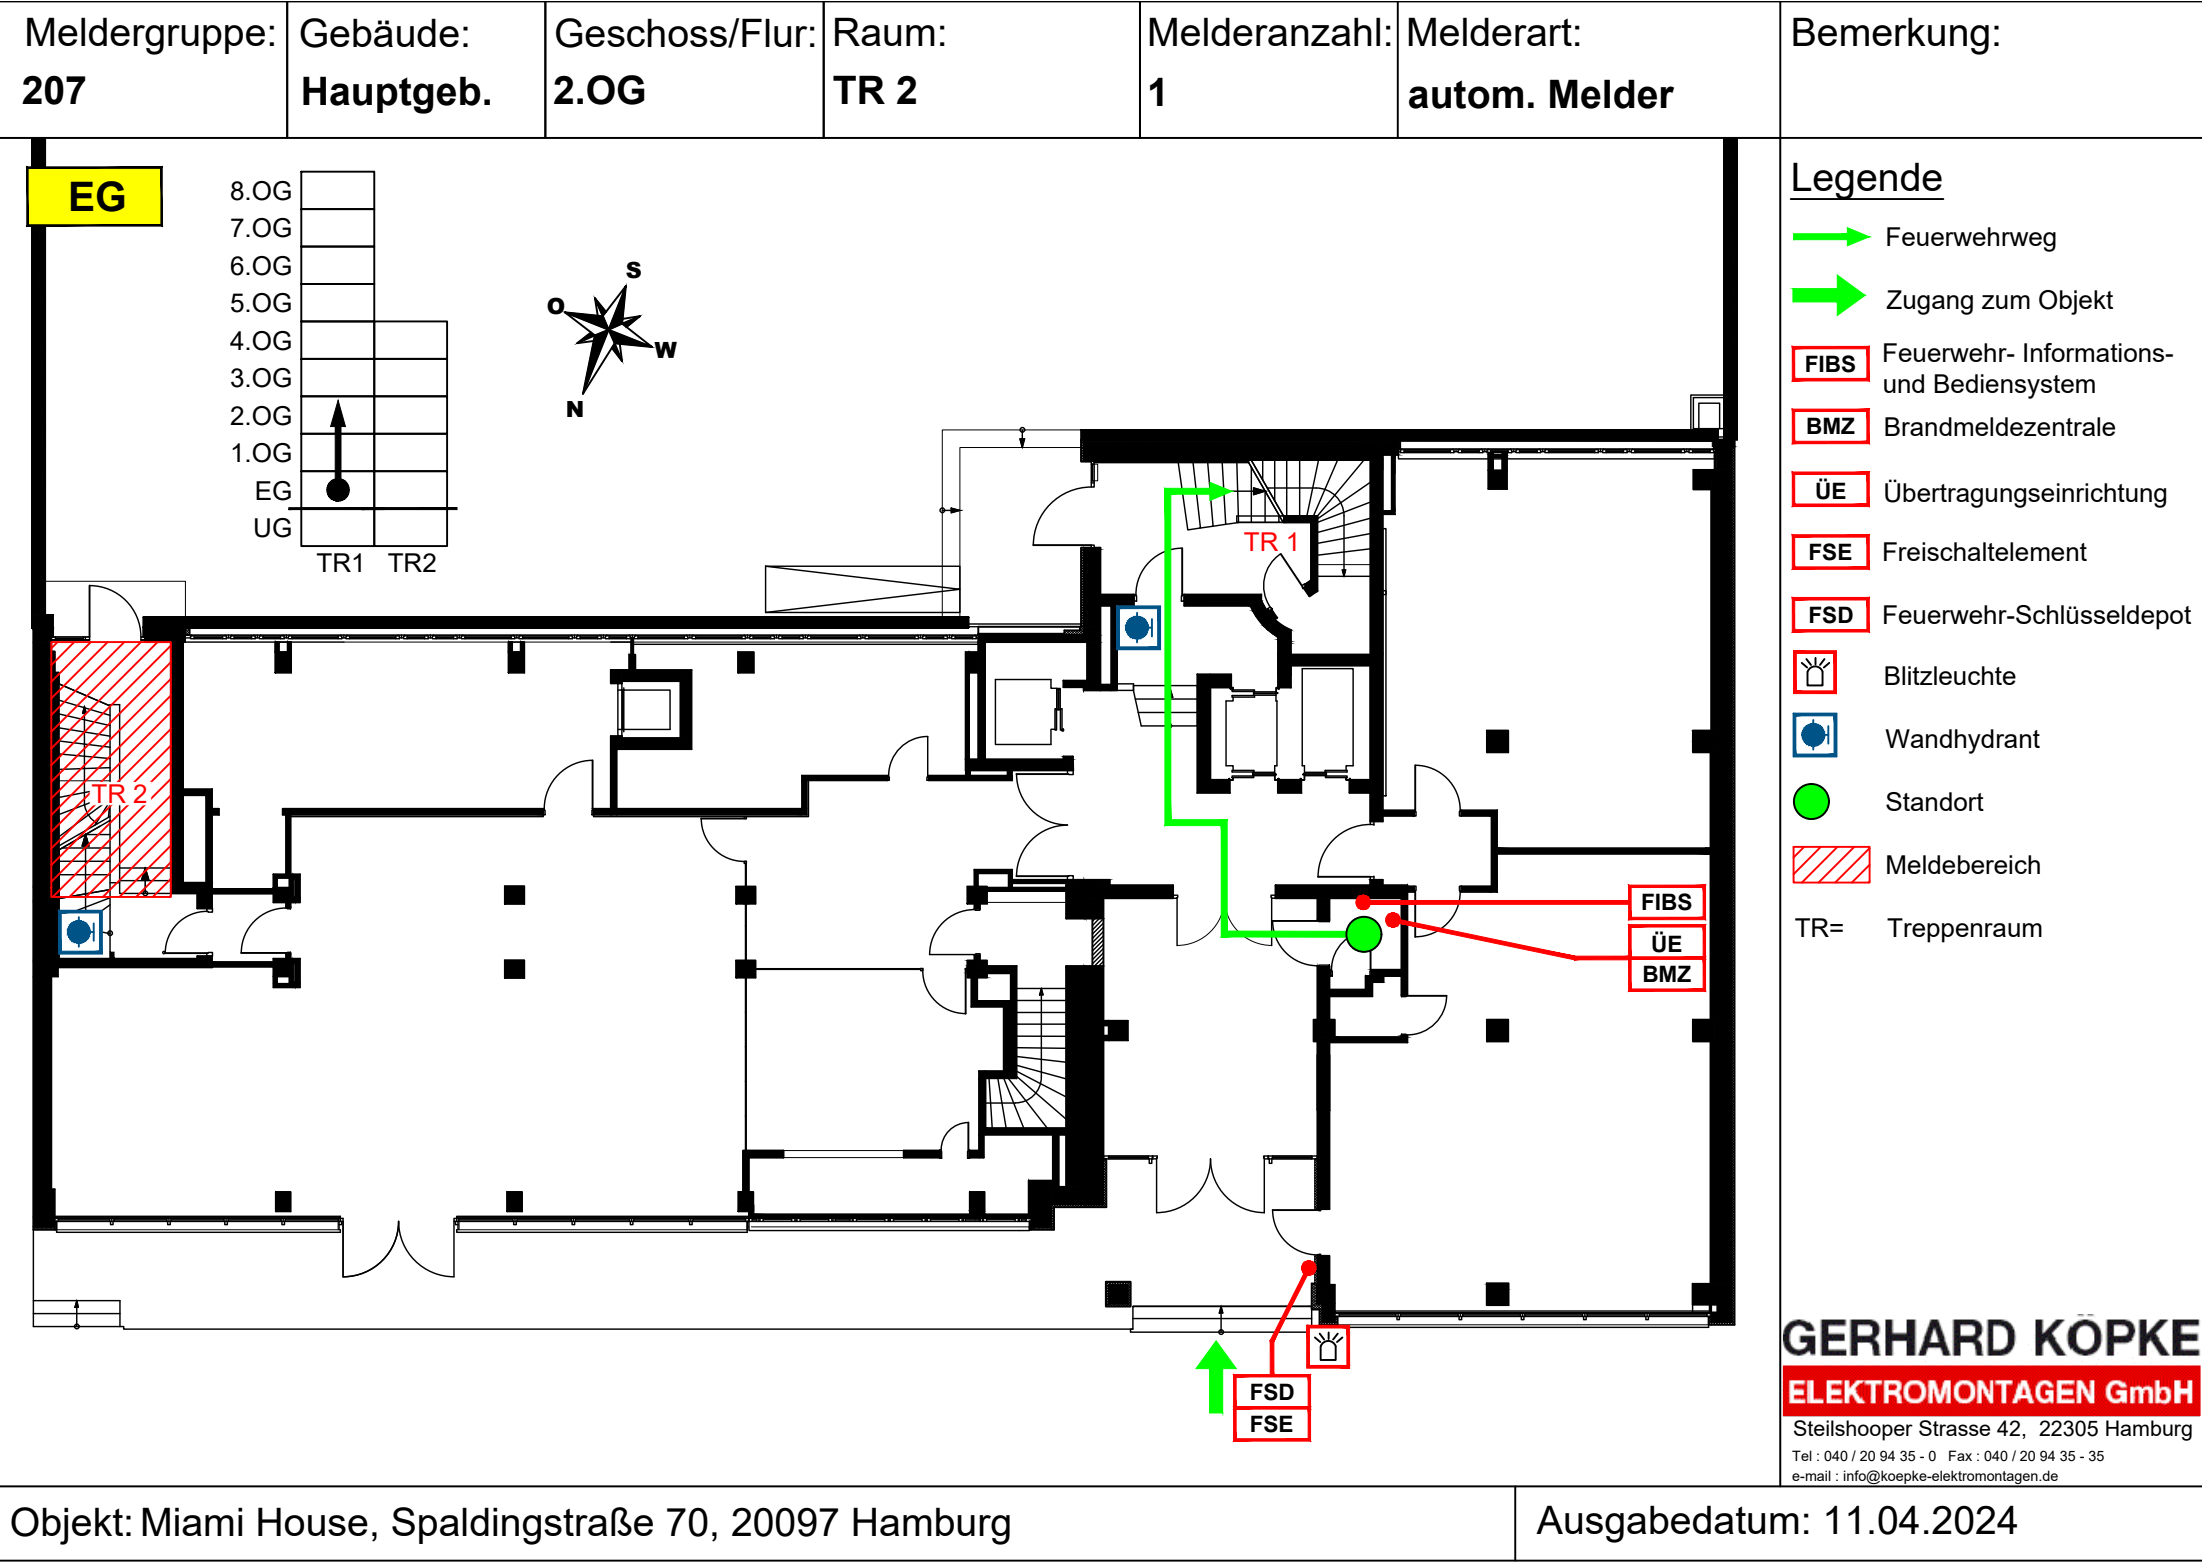 Meldergruppe: Gebäude: Geschoss/Flur: Raum: Melderanzahl: Melderart: Bemerkung:
207 Hauptgeb. 2.OG TR 2 1 autom. Melder
EG
8.OG
7.OG
6.OG
5.OG
4.OG
3.OG
2.OG
1.OG
EG
UG
TR1 TR2
S
O
W
N
TR 1
TR 2
FIBS
ÜE
BMZ
FSD
FSE
Legende
Feuerwehrweg
Zugang zum Objekt
FIBS Feuerwehr- Informations-
und Bediensystem
BMZ Brandmeldezentrale
ÜE Übertragungseinrichtung
FSE Freischaltelement
FSD Feuerwehr-Schlüsseldepot
Blitzleuchte
Wandhydrant
Standort
Meldebereich
TR= Treppenraum
GERHARD KÖPKE
ELEKTROMONTAGEN GmbH
Steilshooper Strasse 42, 22305 Hamburg
Tel : 040 / 20 94 35 - 0 Fax : 040 / 20 94 35 - 35
e-mail : info@koepke-elektromontagen.de
Objekt: Miami House, Spaldingstraße 70, 20097 Hamburg
Ausgabedatum: 11.04.2024